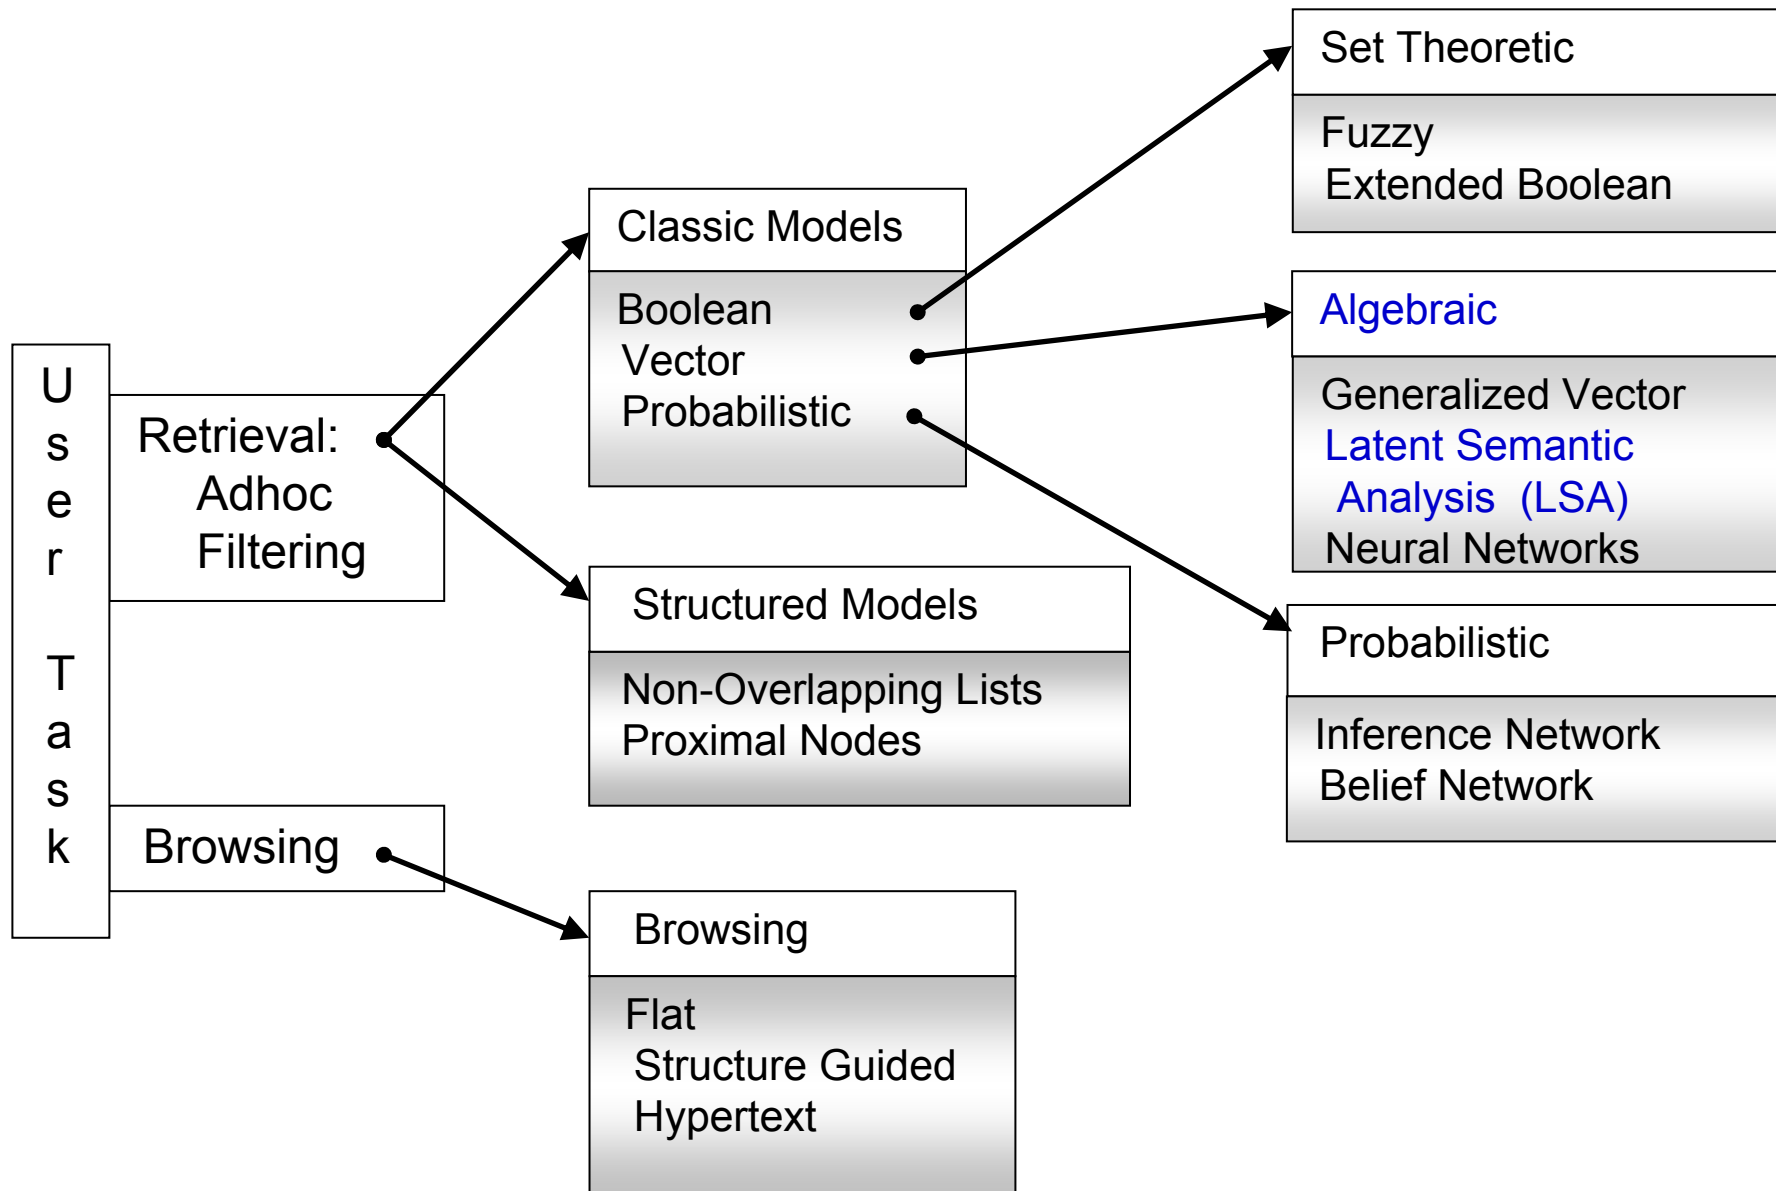 User Task
Retrieval:
Adhoc
Filtering
Browsing
Classic Models
Boolean
Vector
Probabilistic
Structured Models
Non-Overlapping Lists
Proximal Nodes
Browsing
Flat
Structure Guided
Hypertext
Set Theoretic
Fuzzy
Extended Boolean
Algebraic
Generalized Vector
Latent Semantic
Analysis (LSA)
Neural Networks
Probabilistic
Inference Network
Belief Network